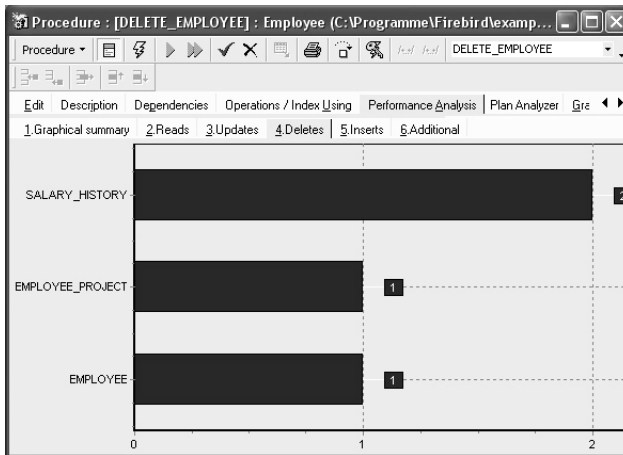 Procedure : [DELETE_EMPLOYEE] : Employee (C:\Programme\Firebird\examp...
Procedure DELETE_EMPLOYEE
Edit Description Dependencies Operations / Index Using Performance Analysis Plan Analyzer Gra
1.Graphical summary 2.Reads 3.Updates 4.Deletes 5.Inserts 6.Additional
SALARY_HISTORY 2
EMPLOYEE_PROJECT 1
EMPLOYEE 1
0 1 2